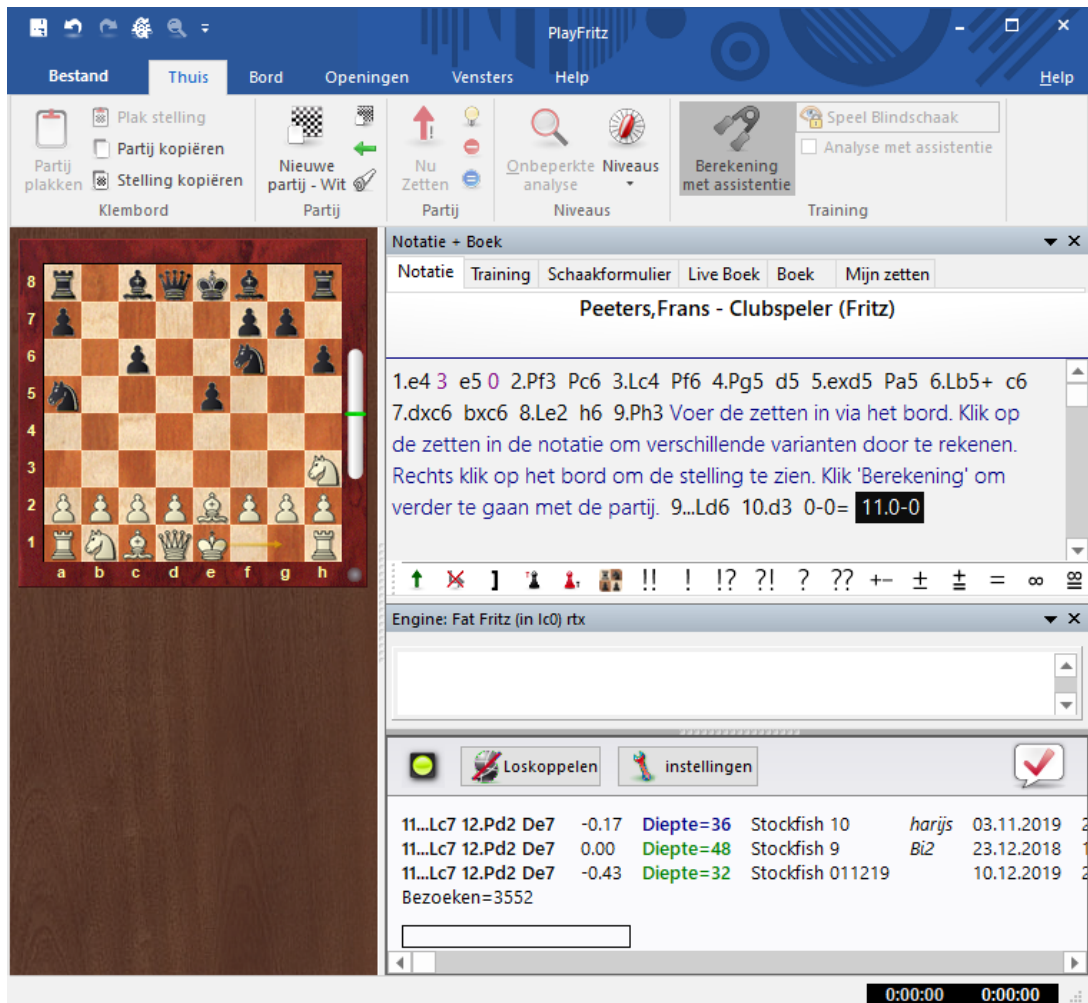 PlayFritz
Bestand Thuis Bord Openingen Vensters Help Help
Partij plakken
Plak stelling
Partij kopiëren
Stelling kopiëren
Klembord
Nieuwe partij - Wit
Partij
Nu Zetten
Partij
Onbeperkte analyse
Niveaus
Niveaus
Berekening met assistentie
Speel Blindschaak
Analyse met assistentie
Training
8
7
6
5
4
3
2
1
a b c d e f g h
Notatie + Boek
Notatie Training Schaakformulier Live Boek Boek Mijn zetten
Peeters,Frans - Clubspeler (Fritz)
1.e4 3 e5 0 2.Pf3 Pc6 3.Lc4 Pf6 4.Pg5 d5 5.exd5 Pa5 6.Lb5+ c6
7.dxc6 bxc6 8.Le2 h6 9.Ph3 Voer de zetten in via het bord. Klik op
de zetten in de notatie om verschillende varianten door te rekenen.
Rechts klik op het bord om de stelling te zien. Klik 'Berekening' om
verder te gaan met de partij. 9...Ld6 10.d3 0-0= 11.0-0
] !! ! !? ?! ? ?? +− ± ⩲ = ∞
Engine: Fat Fritz (in lc0) rtx
Loskoppelen instellingen
11...Lc7 12.Pd2 De7 -0.17 Diepte=36 Stockfish 10 harijs 03.11.2019
11...Lc7 12.Pd2 De7 0.00 Diepte=48 Stockfish 9 Bi2 23.12.2018
11...Lc7 12.Pd2 De7 -0.43 Diepte=32 Stockfish 011219 10.12.2019
Bezoeken=3552
0:00:00 0:00:00